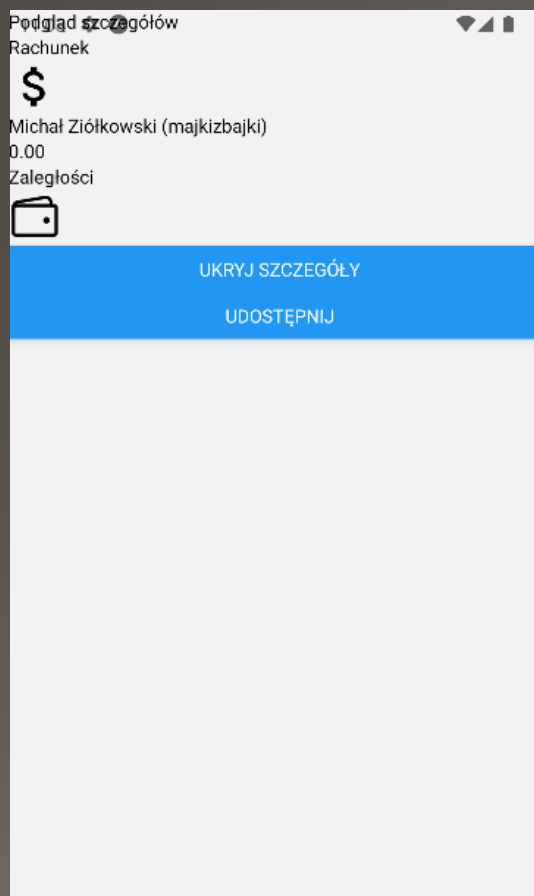 Podgląd szczegółów
Rachunek
$
Michał Ziółkowski (majkizbajki)
0.00
Zaległości
UKRYJ SZCZEGÓŁY
UDOSTĘPNIJ